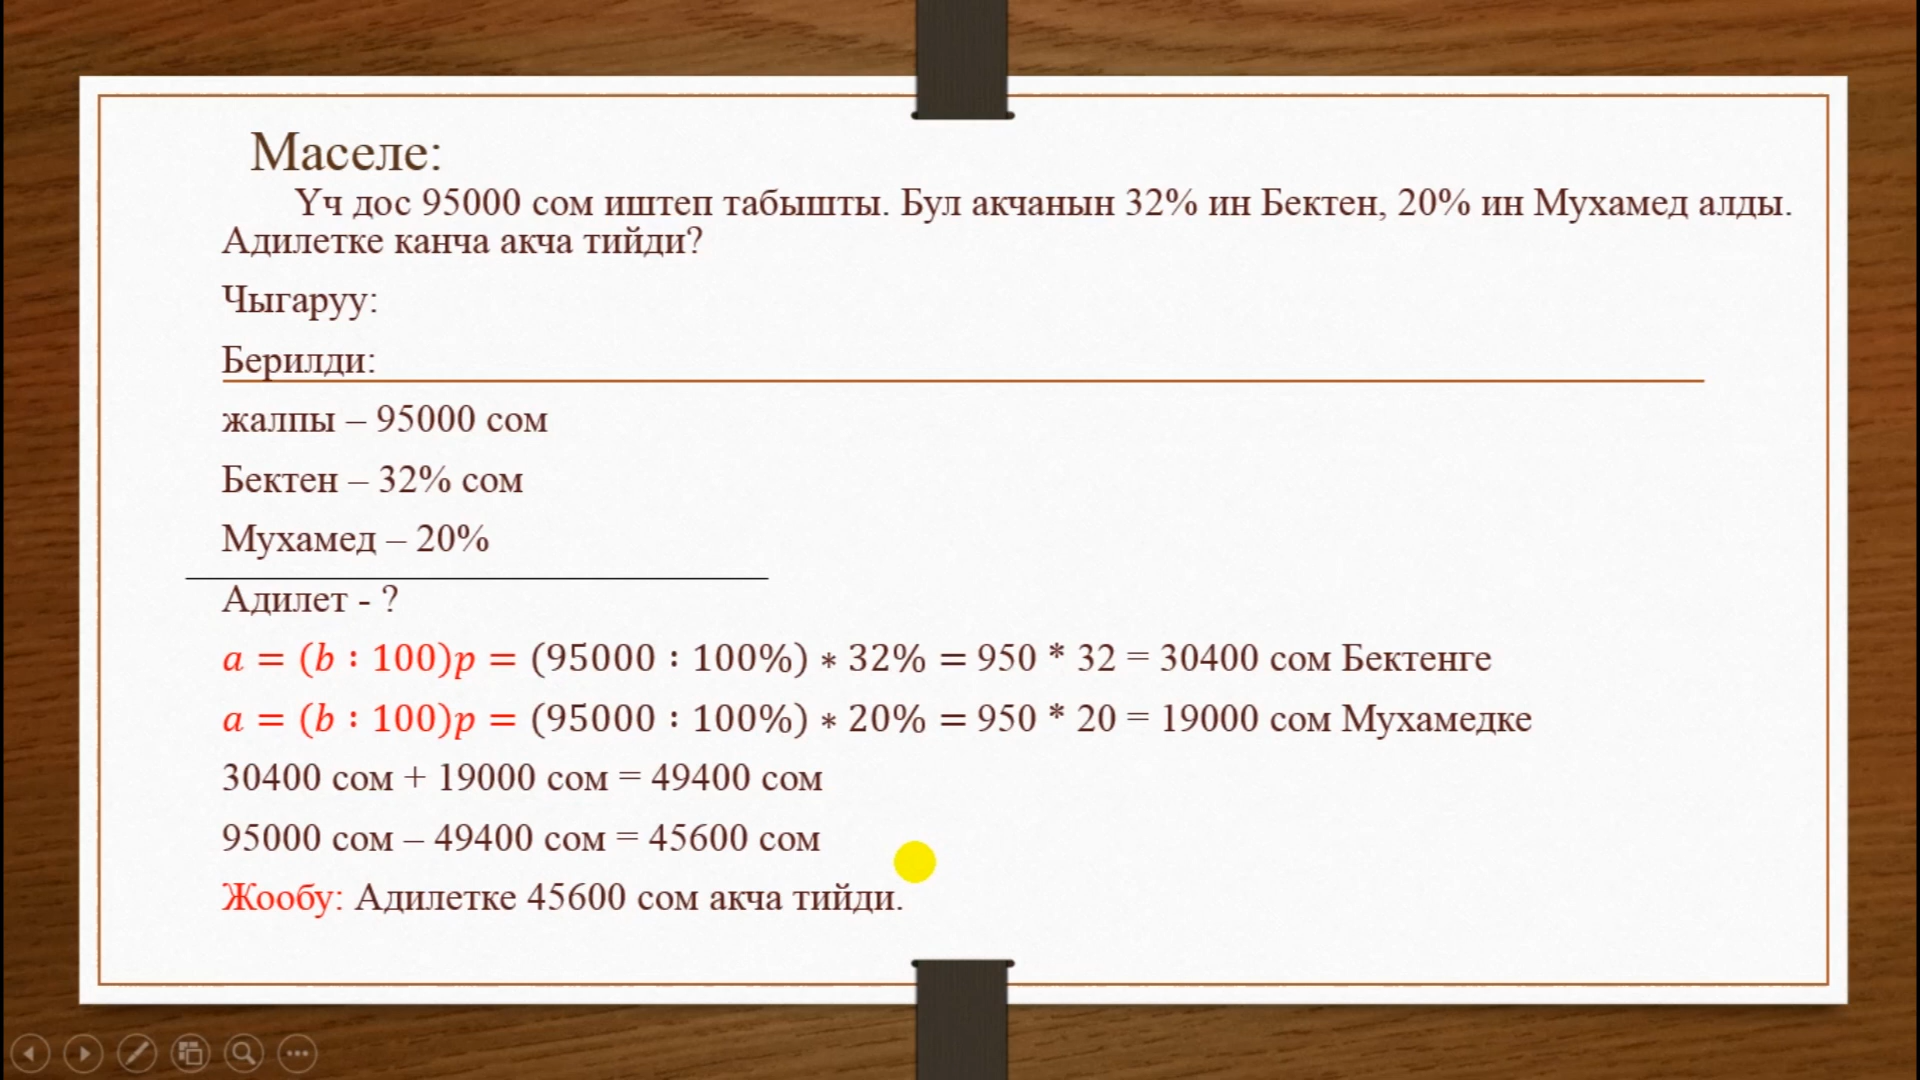 Маселе:
Үч дос 95000 сом иштеп табышты. Бул акчанын 32% ин Бектен, 20% ин Мухамед алды.
Адилетке канча акча тийди?
Чыгаруу:
Берилди:
жалпы – 95000 сом
Бектен – 32% сом
Мухамед – 20%
Адилет - ?
a = (b : 100)p = (95000 : 100%) * 32% = 950 * 32 = 30400 сом Бектенге
a = (b : 100)p = (95000 : 100%) * 20% = 950 * 20 = 19000 сом Мухамедке
30400 сом + 19000 сом = 49400 сом
95000 сом – 49400 сом = 45600 сом
Жообу: Адилетке 45600 сом акча тийди.